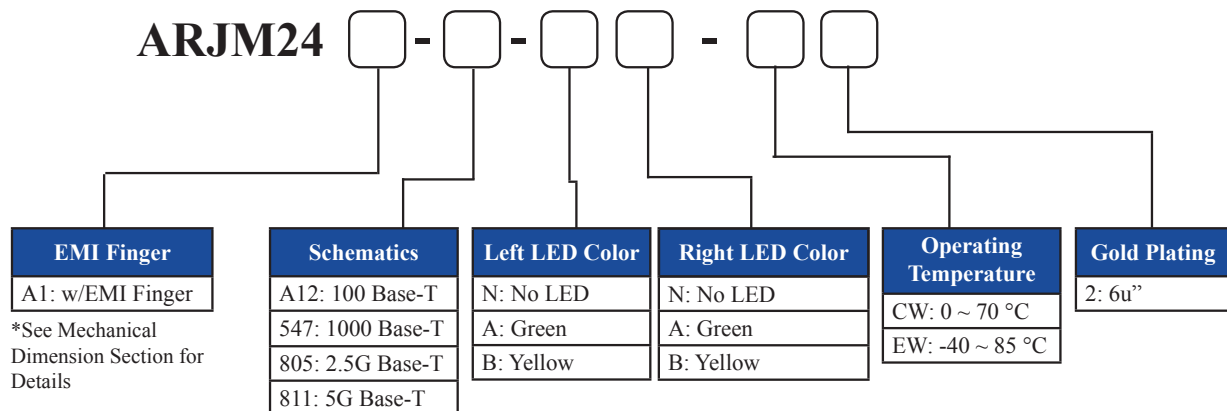 ARJM24 - - -
EMI Finger
A1: w/EMI Finger
*See Mechanical
Dimension Section for
Details
Schematics
A12: 100 Base-T
547: 1000 Base-T
805: 2.5G Base-T
811: 5G Base-T
Left LED Color
N: No LED
A: Green
B: Yellow
Right LED Color
N: No LED
A: Green
B: Yellow
Operating
Temperature
CW: 0 ~ 70 °C
EW: -40 ~ 85 °C
Gold Plating
2: 6u”